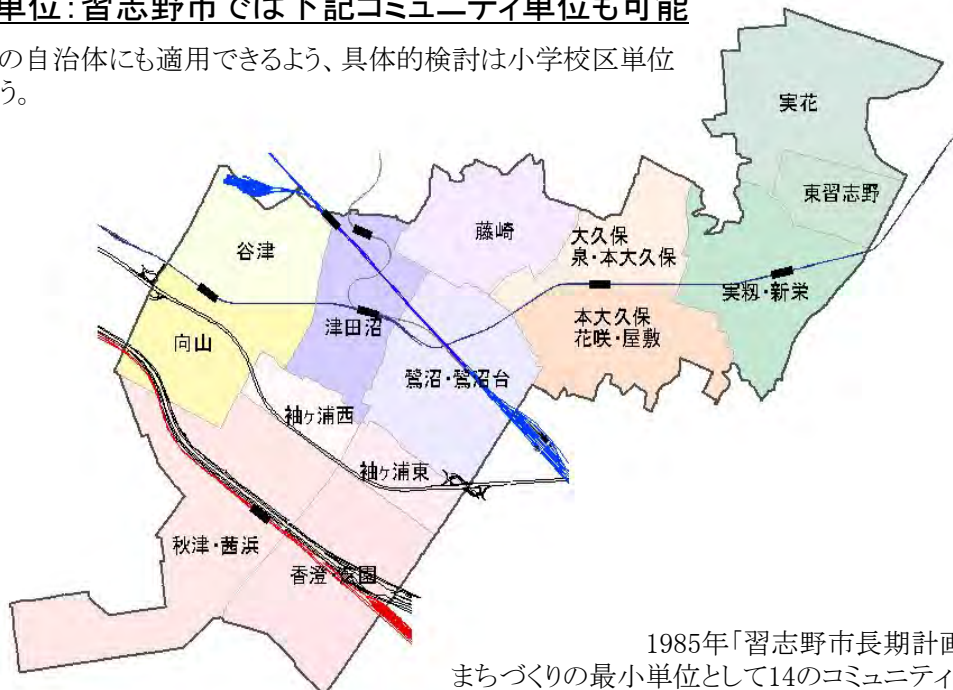 単位：習志野市では下記コミュニティ単位も可能
の自治体にも適用できるよう、具体的検討は小学校区単位
う。
実花
東習志野
藤崎
大久保
泉・本大久保
谷津
実籾・新栄
津田沼
本大久保
花咲・屋敷
向山
鷺沼・鷺沼台
袖ヶ浦西
袖ヶ浦東
秋津・茜浜
香澄・芝園
1985年「習志野市長期計画
まちづくりの最小単位として14のコミュニティ